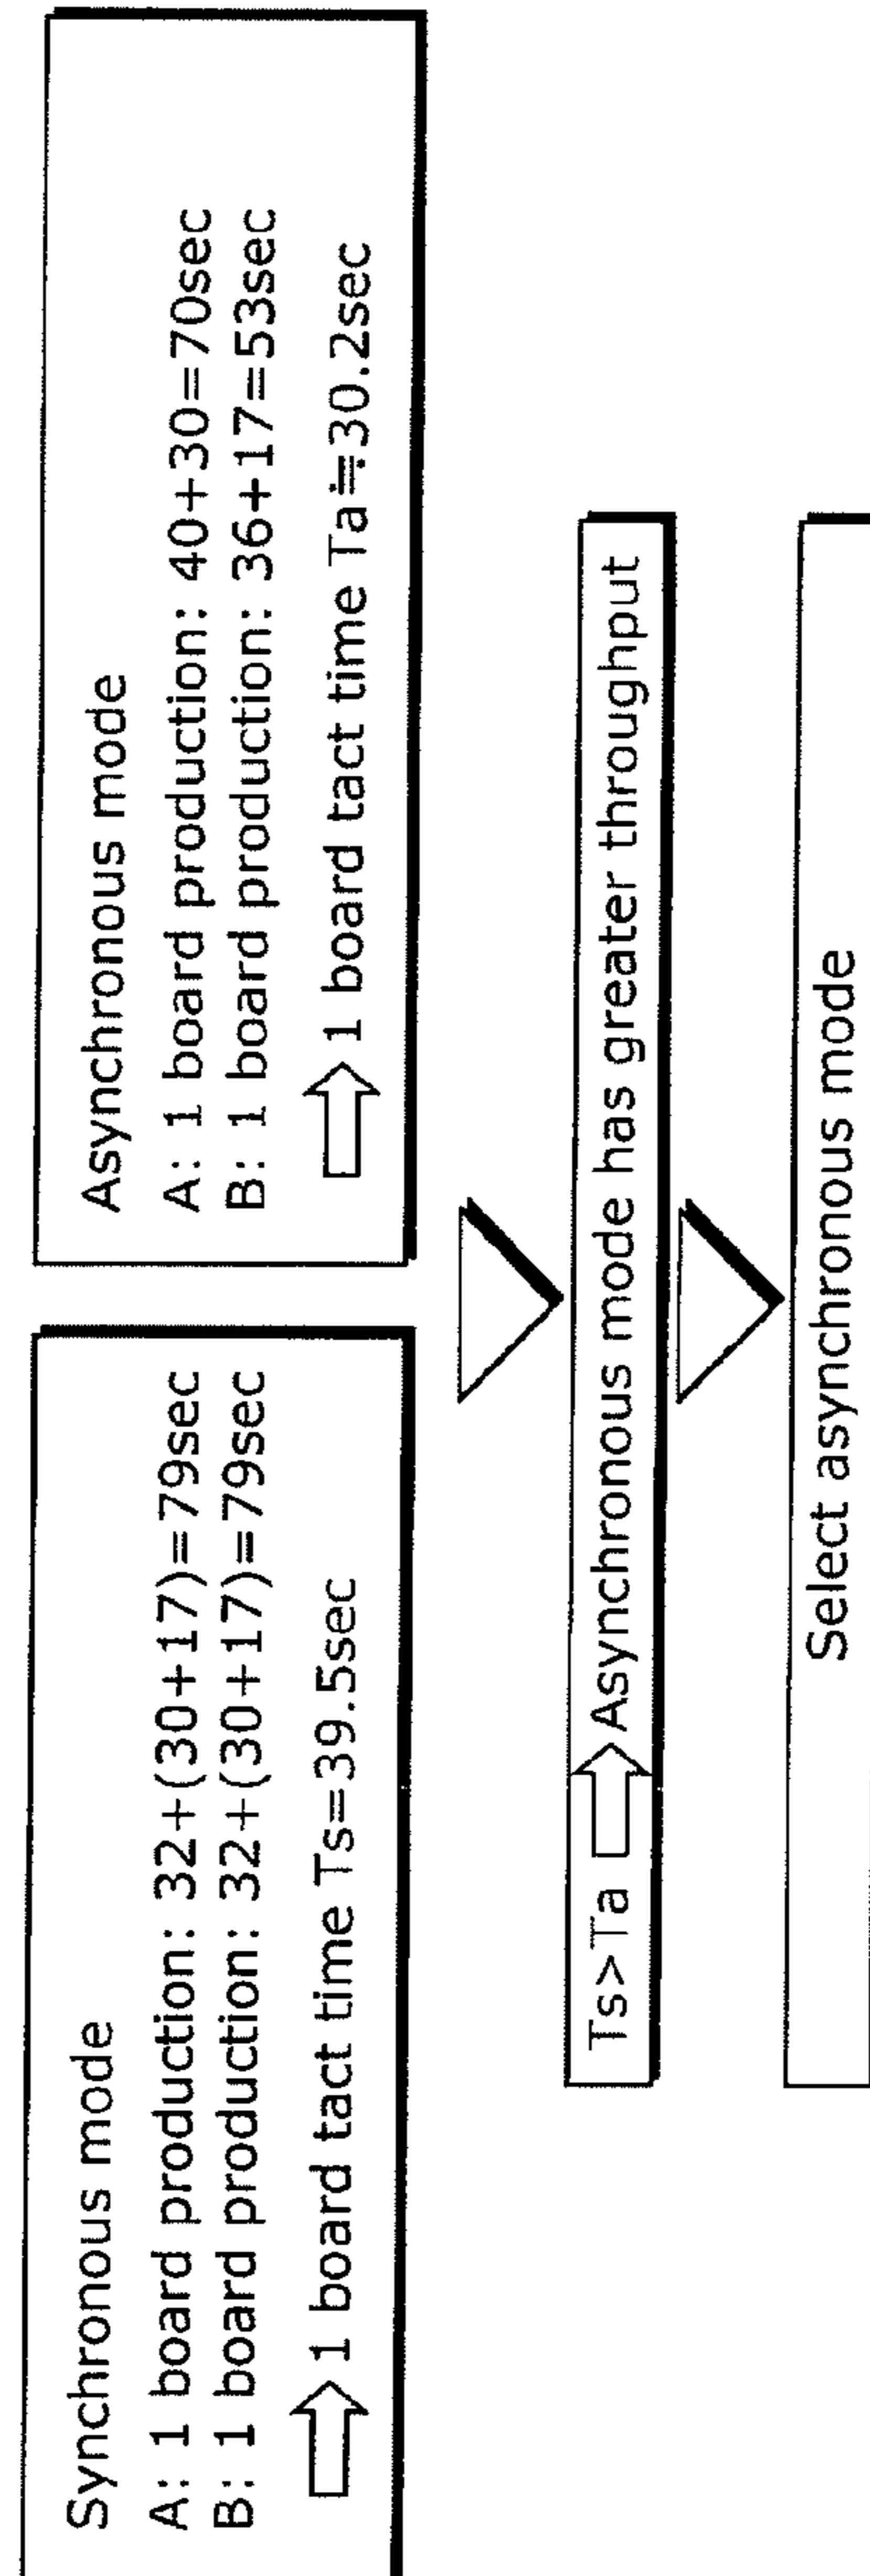 Synchronous mode
A: 1 board production: 32+(30+17)=79sec
B: 1 board production: 32+(30+17)=79sec
1 board tact time Ts=39.5sec
Asynchronous mode
A: 1 board production: 40+30=70sec
B: 1 board production: 36+17=53sec
1 board tact time Ta≒30.2sec
Ts>Ta Asynchronous mode has greater throughput
Select asynchronous mode